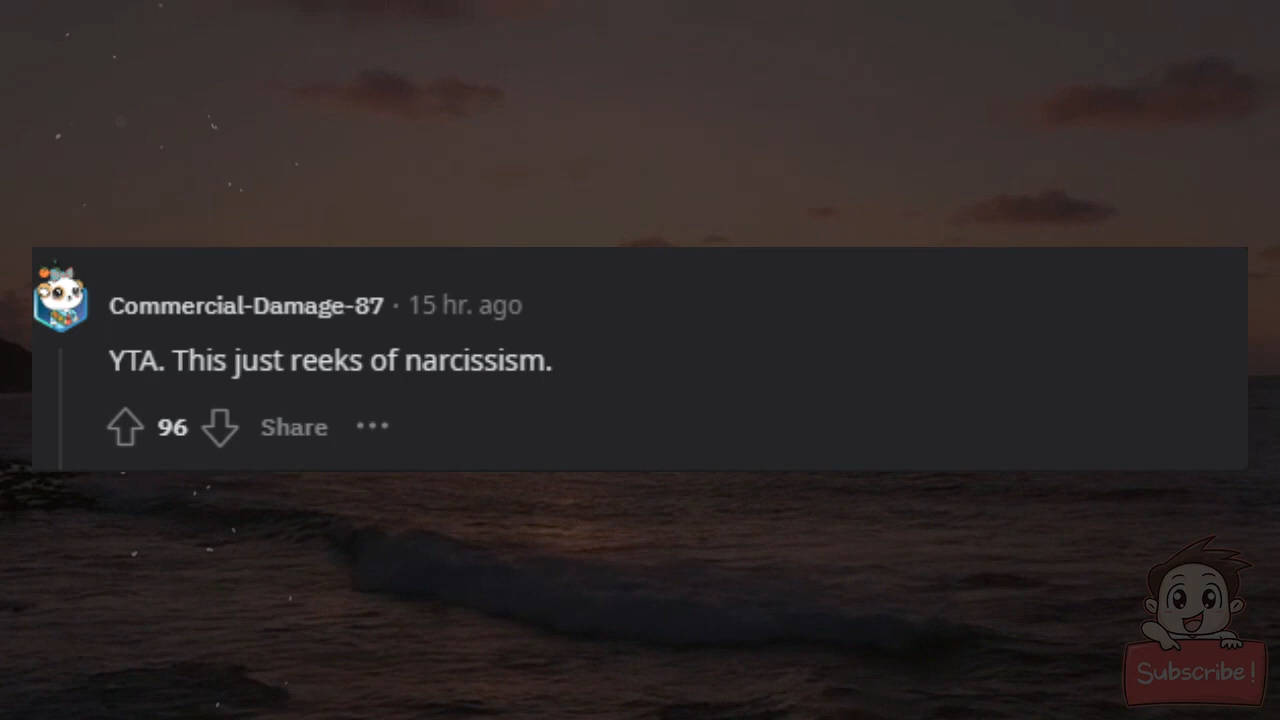 Commercial-Damage-87 · 15 hr. ago
YTA. This just reeks of narcissism.
96 Share •••
Subscribe!